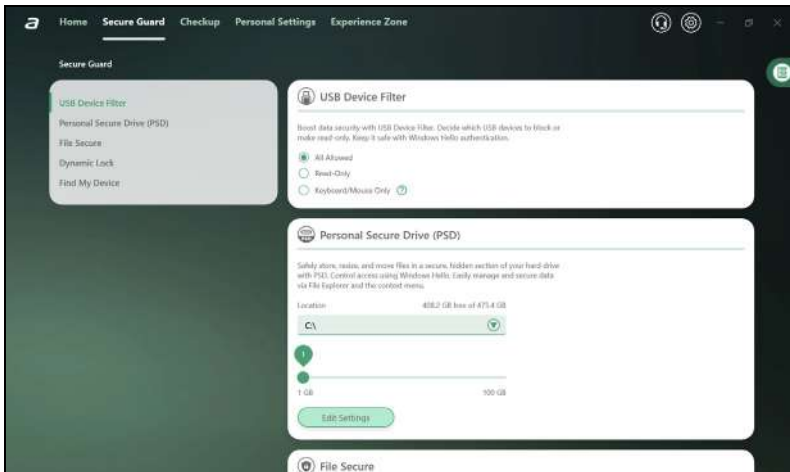 a Home Secure Guard Checkup Personal Settings Experience Zone
Secure Guard
USB Device Filter
Personal Secure Drive (PSD)
File Secure
Dynamic Lock
Find My Device
USB Device Filter
Boost data security with USB Device Filter. Decide which USB devices to block or
make read-only. Keep it safe with Windows Hello authentication.
All Allowed
Read-Only
Keyboard/Mouse Only ?
Personal Secure Drive (PSD)
Safely store, resize, and move files in a secure, hidden section of your hard drive
with PSD. Control access using Windows Hello. Easily manage and secure data
via File Explorer and the context menu.
Location 408.2 GB free of 475.4 GB
C:\
1
1 GB 100 GB
Edit Settings
File Secure